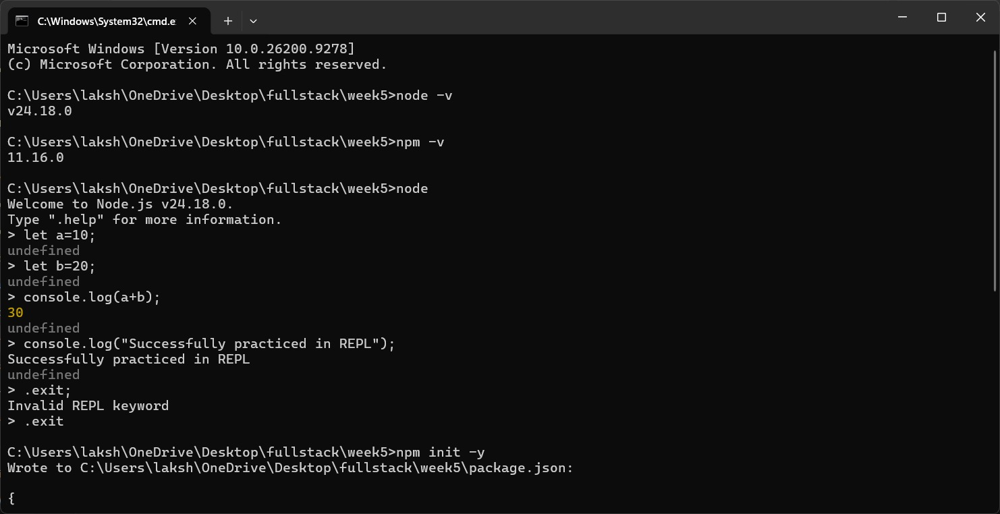 C:\Windows\System32\cmd.e
Microsoft Windows [Version 10.0.26200.9278]
(c) Microsoft Corporation. All rights reserved.
C:\Users\laksh\OneDrive\Desktop\fullstack\week5>node -v
v24.18.0
C:\Users\laksh\OneDrive\Desktop\fullstack\week5>npm -v
11.16.0
C:\Users\laksh\OneDrive\Desktop\fullstack\week5>node
Welcome to Node.js v24.18.0.
Type ".help" for more information.
> let a=10;
undefined
> let b=20;
undefined
> console.log(a+b);
30
undefined
> console.log("Successfully practiced in REPL");
Successfully practiced in REPL
undefined
> .exit;
Invalid REPL keyword
> .exit
C:\Users\laksh\OneDrive\Desktop\fullstack\week5>npm init -y
Wrote to C:\Users\laksh\OneDrive\Desktop\fullstack\week5\package.json:
{